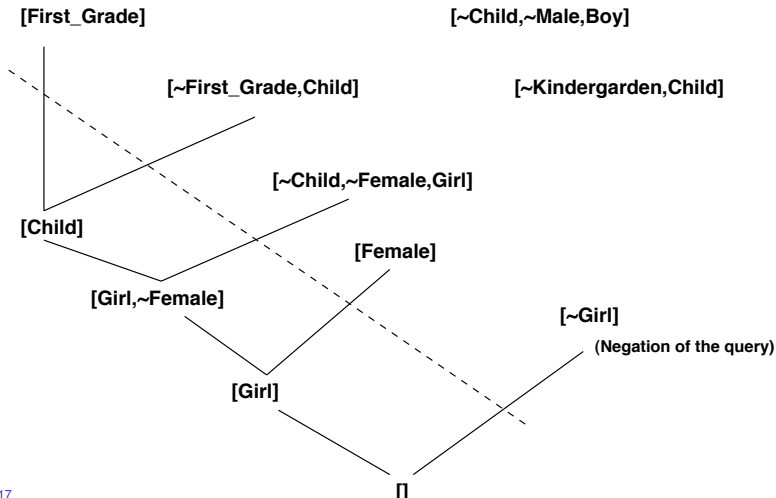 [First_Grade]
[~Child,~Male,Boy]
[~First_Grade,Child]
[~Kindergarden,Child]
[~Child,~Female,Girl]
[Child]
[Female]
[Girl,~Female]
[~Girl]
(Negation of the query)
[Girl]
[]
17